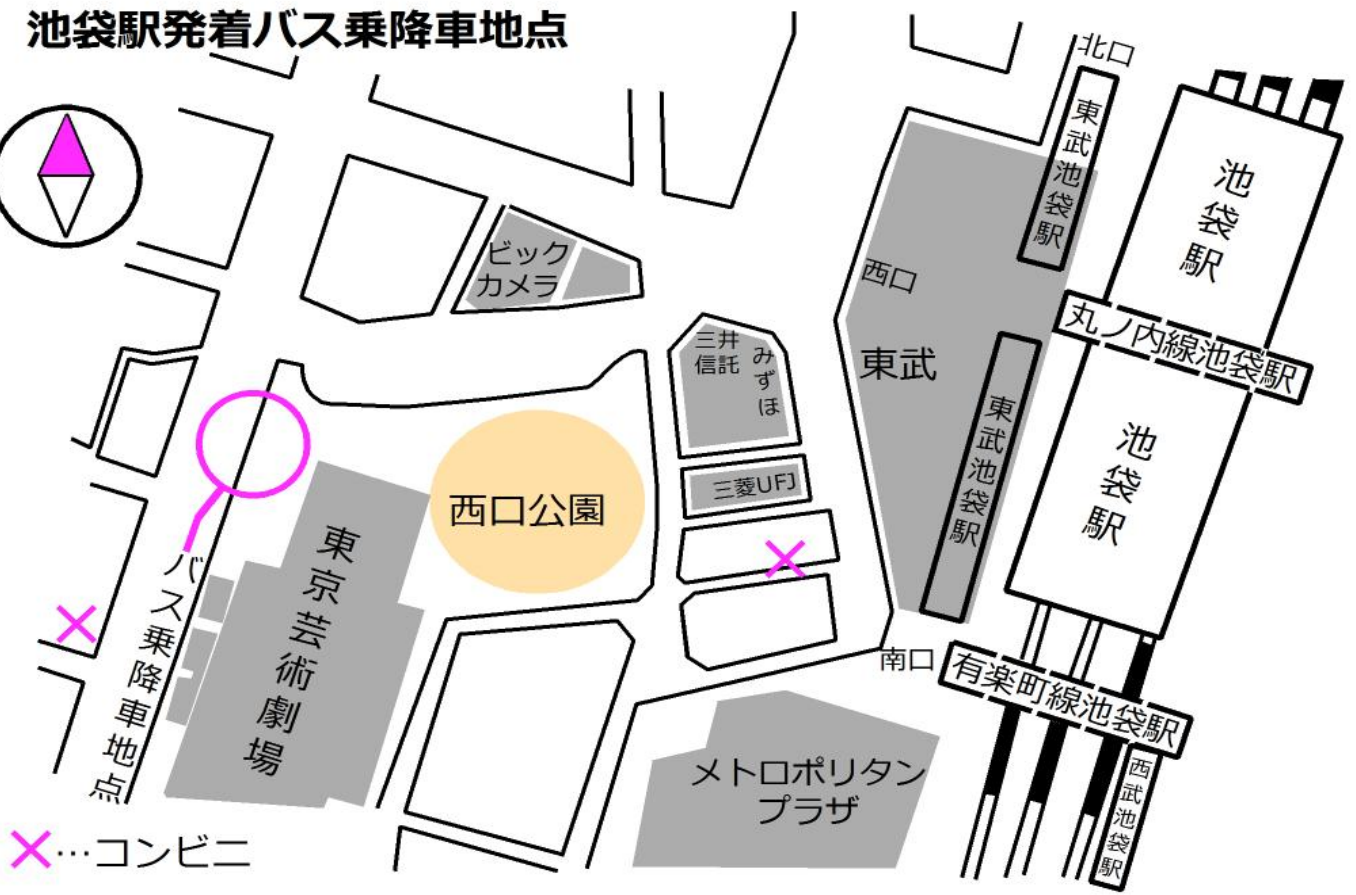 池袋駅発着バス乗降車地点
北口
東武池袋駅
池袋駅
ビック
カメラ
西口
丸ノ内線池袋駅
三井
信託
みずほ
東武
東武池袋駅
池袋駅
三菱UFJ
西口公園
東京芸術劇場
バス乗降車地点
南口
有楽町線池袋駅
西武池袋駅
メトロポリタン
プラザ
×…コンビニ